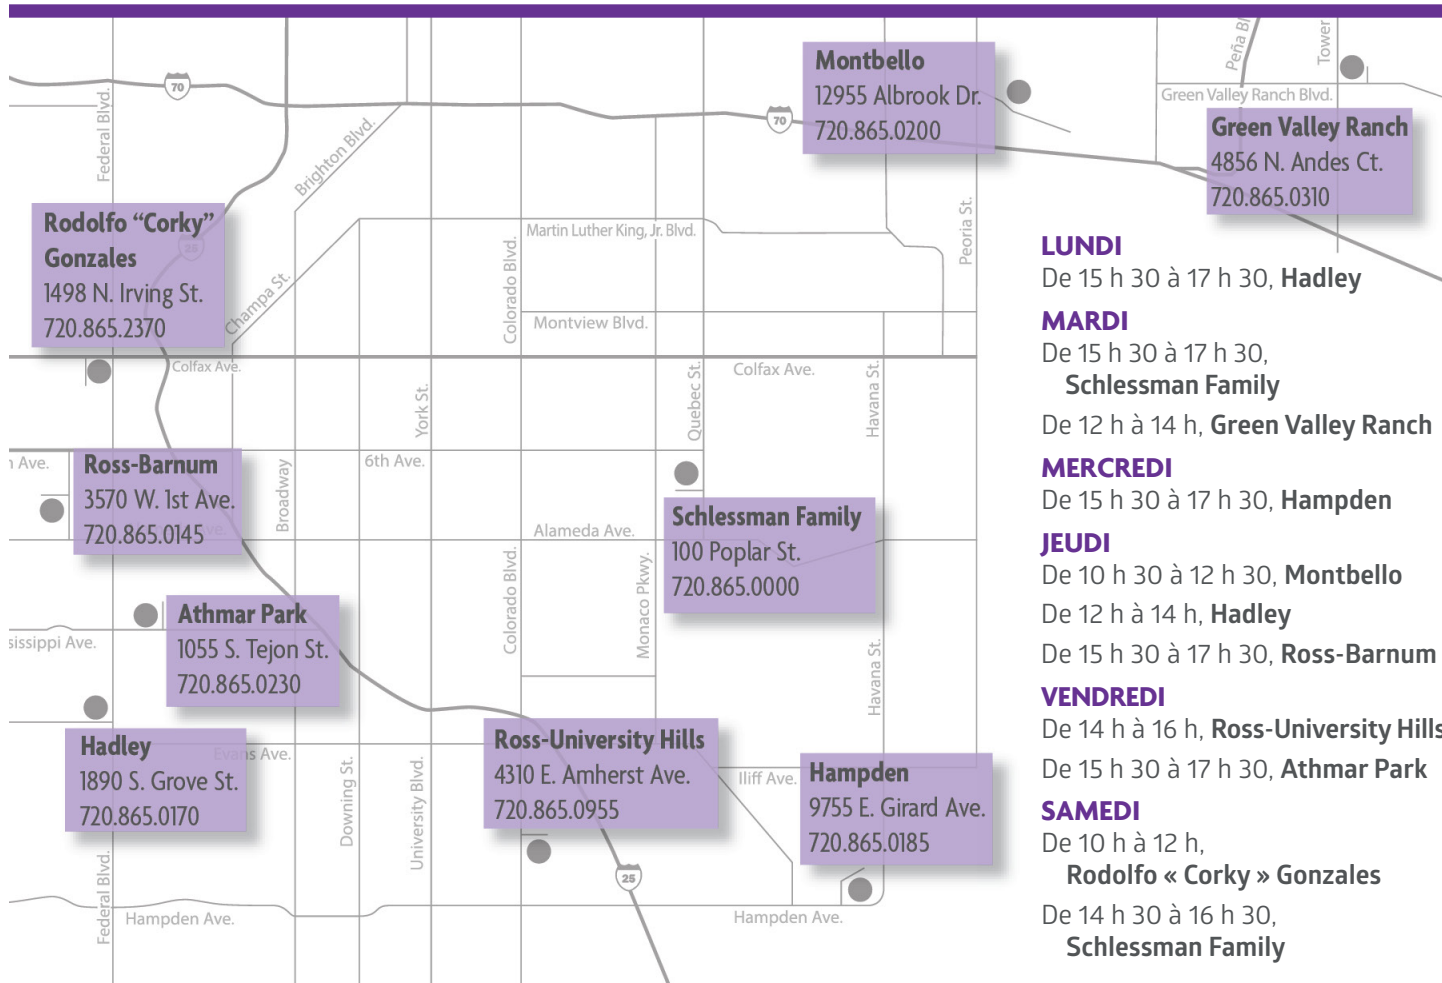 Montbello
12955 Albrook Dr.
720.865.0200
Green Valley Ranch
4856 N. Andes Ct.
720.865.0310
Rodolfo “Corky”
Gonzales
1498 N. Irving St.
720.865.2370
Ross-Barnum
3570 W. 1st Ave.
720.865.0145
Schlessman Family
100 Poplar St.
720.865.0000
Athmar Park
1055 S. Tejon St.
720.865.0230
Hadley
1890 S. Grove St.
720.865.0170
Ross-University Hills
4310 E. Amherst Ave.
720.865.0955
Hampden
9755 E. Girard Ave.
720.865.0185
70
70
25
25
Federal Blvd.
Brighton Blvd.
Champa St.
Colorado Blvd.
Martin Luther King, Jr. Blvd.
Montview Blvd.
Peoria St.
Peña Bl
Tower
Green Valley Ranch Blvd.
Colfax Ave.
Colfax Ave.
York St.
Quebec St.
Havana St.
Ave.
6th Ave.
Broadway
Alameda Ave.
Colorado Blvd.
Monaco Pkwy.
Havana St.
sissippi Ave.
Evans Ave.
Downing St.
University Blvd.
Iliff Ave.
Federal Blvd.
Hampden Ave.
Hampden Ave.
LUNDI
De 15 h 30 à 17 h 30, Hadley
MARDI
De 15 h 30 à 17 h 30,
Schlessman Family
De 12 h à 14 h, Green Valley Ranch
MERCREDI
De 15 h 30 à 17 h 30, Hampden
JEUDI
De 10 h 30 à 12 h 30, Montbello
De 12 h à 14 h, Hadley
De 15 h 30 à 17 h 30, Ross-Barnum
VENDREDI
De 14 h à 16 h, Ross-University Hills
De 15 h 30 à 17 h 30, Athmar Park
SAMEDI
De 10 h à 12 h,
Rodolfo « Corky » Gonzales
De 14 h 30 à 16 h 30,
Schlessman Family